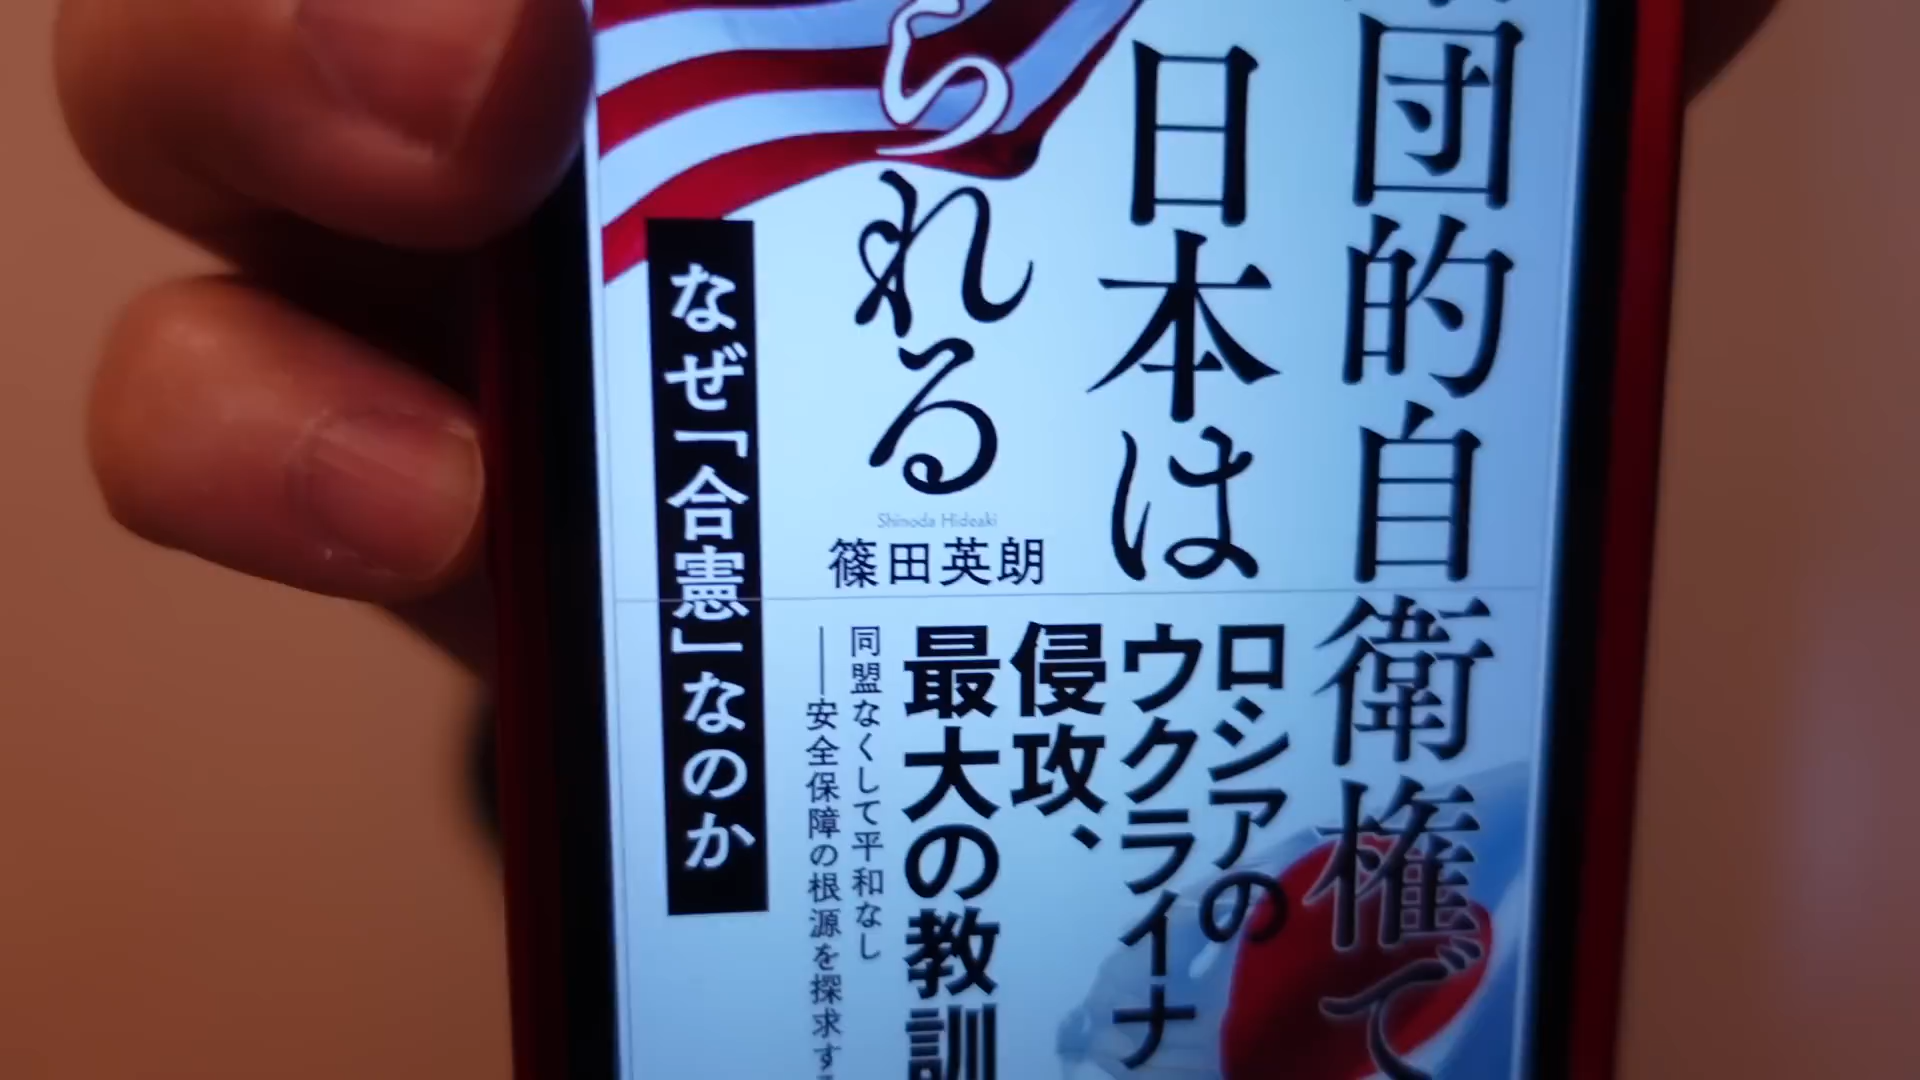 団的自衛権で
日本は
られる
Shinoda Hideaki
篠田英朗
ロシアの
ウクライナ
侵攻、
最大の教訓
同盟なくして平和なし
──安全保障の根源を探求す
なぜ「合憲」なのか